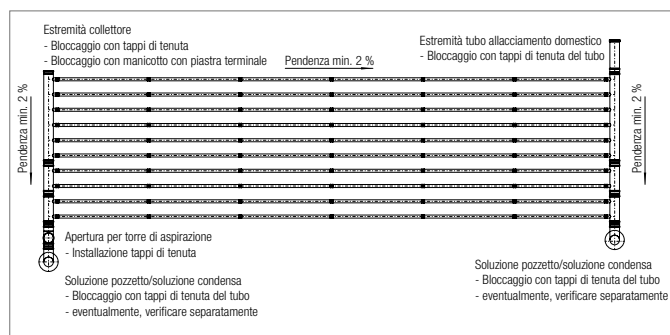 Estremità collettore
- Bloccaggio con tappi di tenuta
- Bloccaggio con manicotto con piastra terminale
Pendenza min. 2 %
Estremità tubo allacciamento domestico
- Bloccaggio con tappi di tenuta del tubo
Pendenza min. 2 %
Pendenza min. 2 %
Apertura per torre di aspirazione
- Installazione tappi di tenuta
Soluzione pozzetto/soluzione condensa
- Bloccaggio con tappi di tenuta del tubo
- eventualmente, verificare separatamente
Soluzione pozzetto/soluzione condensa
- Bloccaggio con tappi di tenuta del tubo
- eventualmente, verificare separatamente